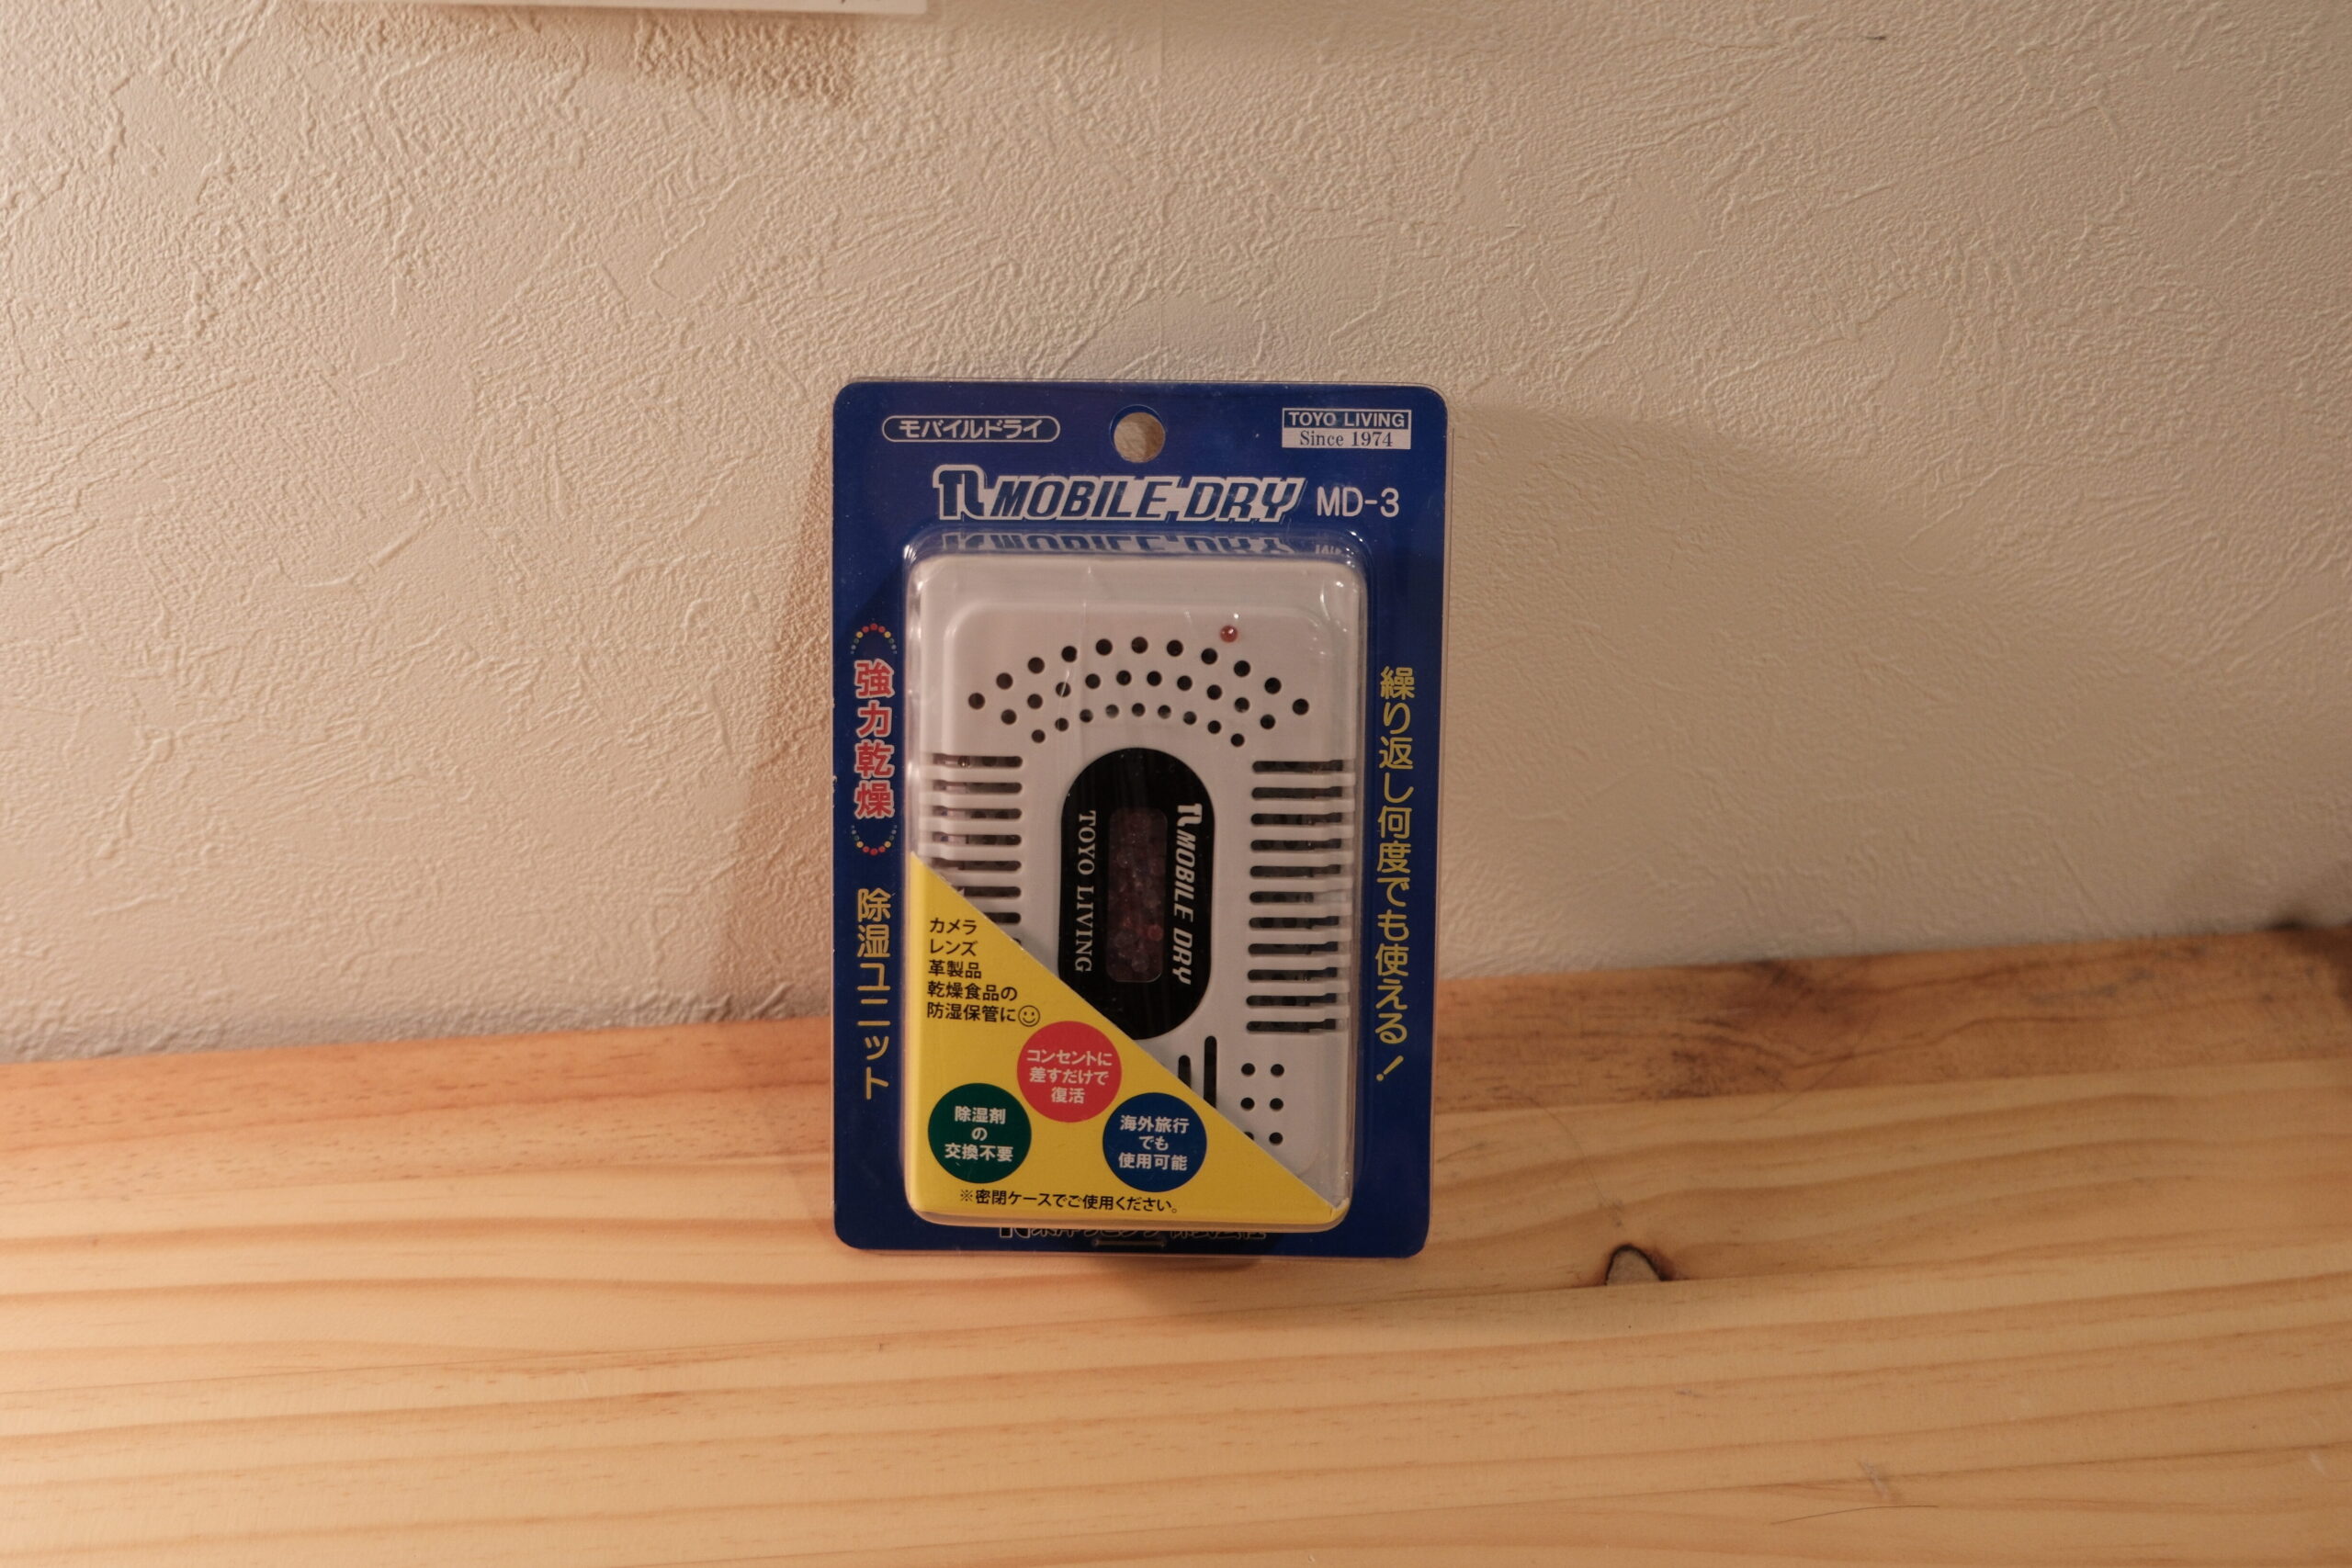 モバイルドライ
TOYO LIVING
Since 1974
MOBILE DRY MD-3
強力乾燥
除湿ユニット
繰り返し何度でも使える!
MOBILE DRY
TOYO LIVING
カメラ
レンズ
革製品
乾燥食品の
防湿保管に
コンセントに
差すだけで
復活
除湿剤
の
交換不要
海外旅行
でも
使用可能
※密閉ケースでご使用ください。